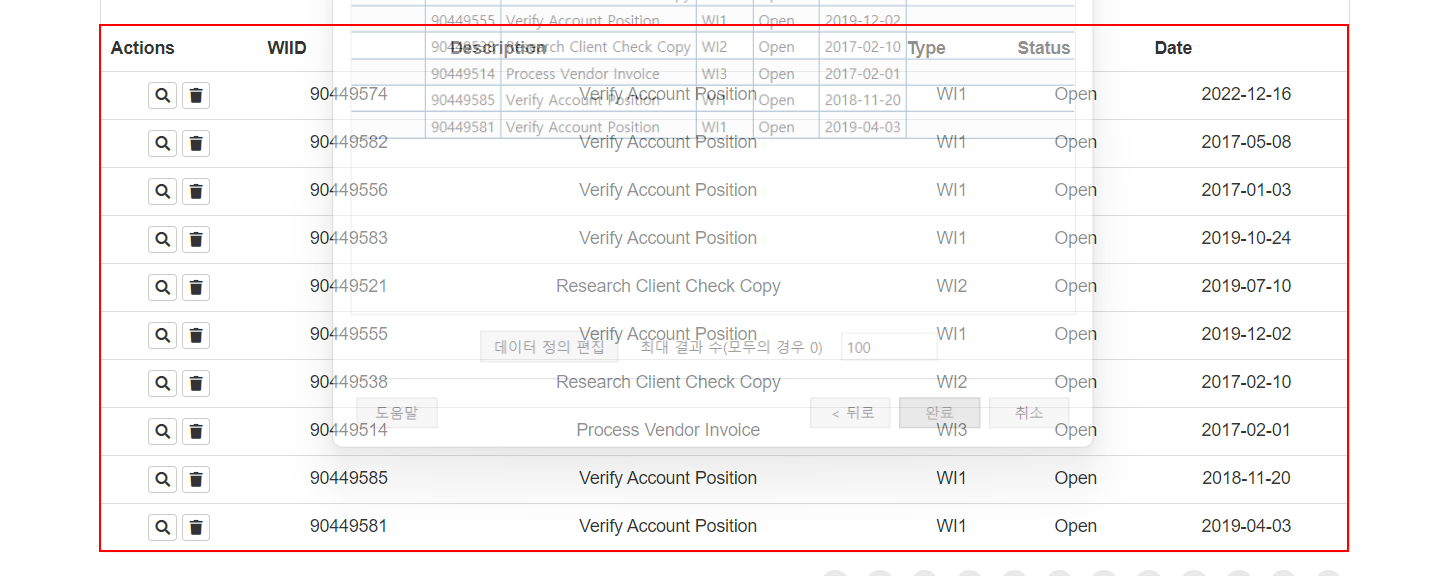 90449555 Verify Account Position WI1 Open 2019-12-02
Actions WIID Description Type Status Date
90449538 Research Client Check Copy WI2 Open 2017-02-10
90449514 Process Vendor Invoice WI3 Open 2017-02-01
90449574 Verify Account Position WI1 Open 2022-12-16
90449585 Verify Account Position WI1 Open 2018-11-20
90449581 Verify Account Position WI1 Open 2019-04-03
90449582 Verify Account Position WI1 Open 2017-05-08
90449556 Verify Account Position WI1 Open 2017-01-03
90449583 Verify Account Position WI1 Open 2019-10-24
90449521 Research Client Check Copy WI2 Open 2019-07-10
90449555 Verify Account Position WI1 Open 2019-12-02
데이터 정의 편집 최대 결과 수(모두의 경우 0) 100
90449538 Research Client Check Copy WI2 Open 2017-02-10
도움말 < 뒤로 완료 취소
90449514 Process Vendor Invoice WI3 Open 2017-02-01
90449585 Verify Account Position WI1 Open 2018-11-20
90449581 Verify Account Position WI1 Open 2019-04-03